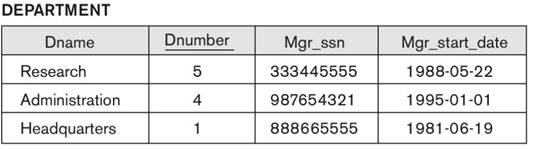 DEPARTMENT
Dname Dnumber Mgr_ssn Mgr_start_date
Research 5 333445555 1988-05-22
Administration 4 987654321 1995-01-01
Headquarters 1 888665555 1981-06-19